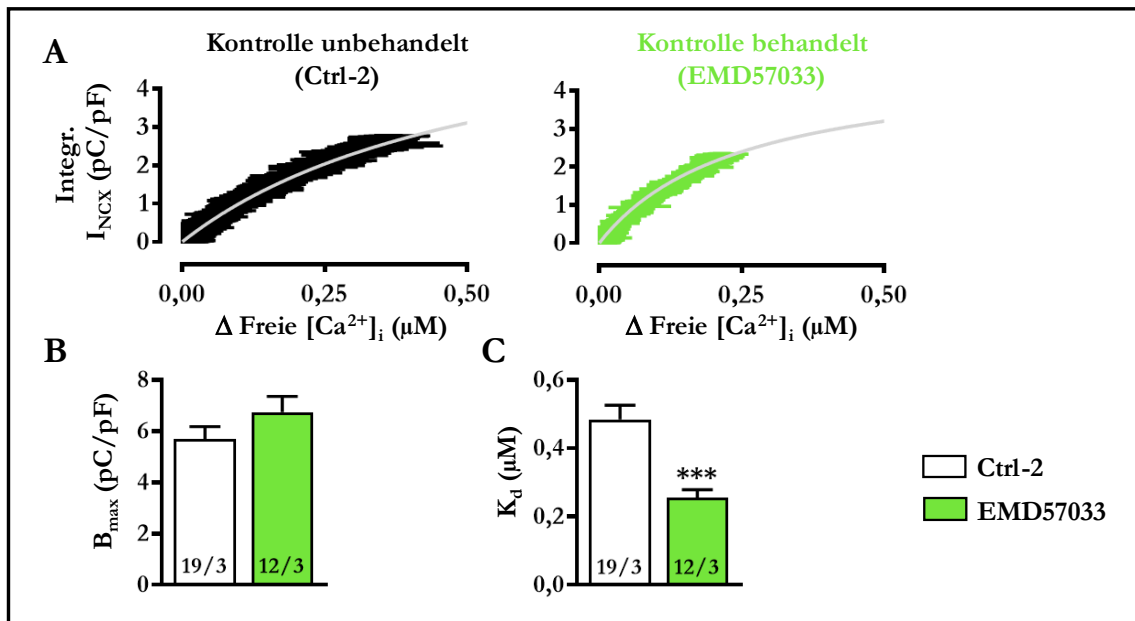 A
Kontrolle unbehandelt
(Ctrl-2)
Kontrolle behandelt
(EMD57033)
Integr.
I_NCX (pC/pF)
4
3
2
1
0
0,00 0,25 0,50
Δ Freie [Ca²⁺]ᵢ (μM)
4
3
2
1
0
0,00 0,25 0,50
Δ Freie [Ca²⁺]ᵢ (μM)
B
B_max (pC/pF)
8
6
4
2
0
19/3 12/3
C
K_d (μM)
0,6
0,4
0,2
0,0
***
19/3 12/3
Ctrl-2
EMD57033